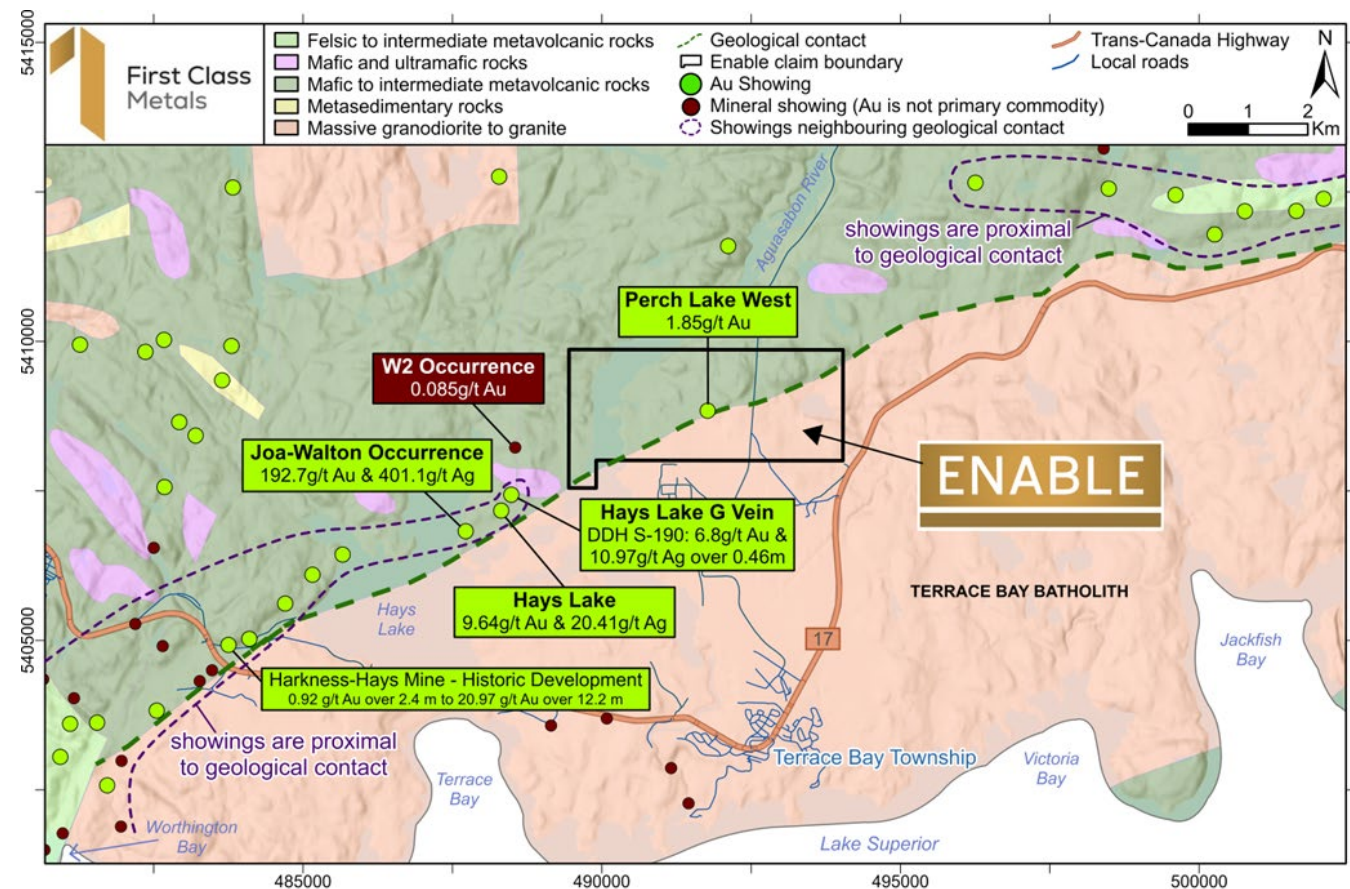 First Class
Metals
Felsic to intermediate metavolcanic rocks
Mafic and ultramafic rocks
Mafic to intermediate metavolcanic rocks
Metasedimentary rocks
Massive granodiorite to granite
Geological contact
Enable claim boundary
Au Showing
Mineral showing (Au is not primary commodity)
Showings neighbouring geological contact
Trans-Canada Highway
Local roads
N
0 1 2
Km
5415000
5410000
5405000
Aguasabon River
showings are proximal
to geological contact
Perch Lake West
1.85g/t Au
W2 Occurrence
0.085g/t Au
Joa-Walton Occurrence
192.7g/t Au & 401.1g/t Ag
ENABLE
Hays Lake G Vein
DDH S-190: 6.8g/t Au &
10.97g/t Ag over 0.46m
Hays Lake
9.64g/t Au & 20.41g/t Ag
TERRACE BAY BATHOLITH
Hays
Lake
17
Jackfish
Bay
Harkness-Hays Mine - Historic Development
0.92 g/t Au over 2.4 m to 20.97 g/t Au over 12.2 m
showings are proximal
to geological contact
Terrace Bay Township
Terrace
Bay
Victoria
Bay
Worthington
Bay
Lake Superior
485000
490000
495000
500000